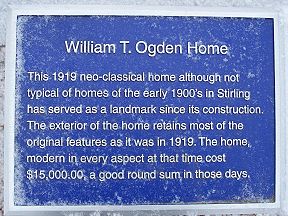 William T. Ogden Home
This 1919 neo-classical home although not
typical of homes of the early 1900's in Stirling
has served as a landmark since its construction.
The exterior of the home retains most of the
original features as it was in 1919. The home,
modern in every aspect at that time cost
$15,000.00, a good round sum in those days.